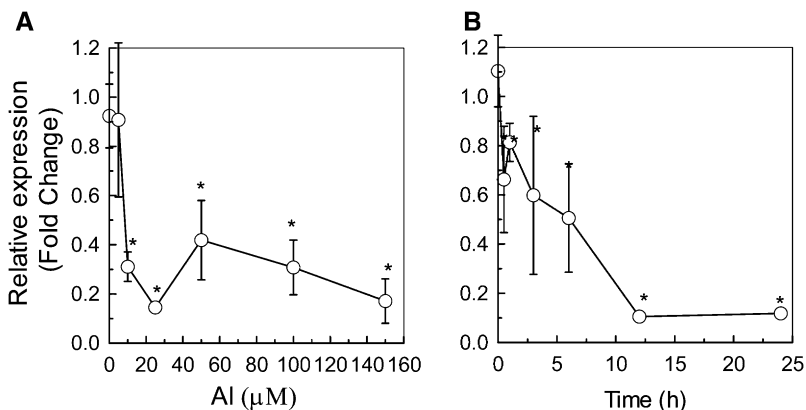 A
B
Relative expression
(Fold Change)
1.2
1.0
0.8
0.6
0.4
0.2
0.0
* * * * *
0 20 40 60 80 100 120 140 160
Al (μM)
1.2
1.0
0.8
0.6
0.4
0.2
0.0
* * * * * *
0 5 10 15 20 25
Time (h)